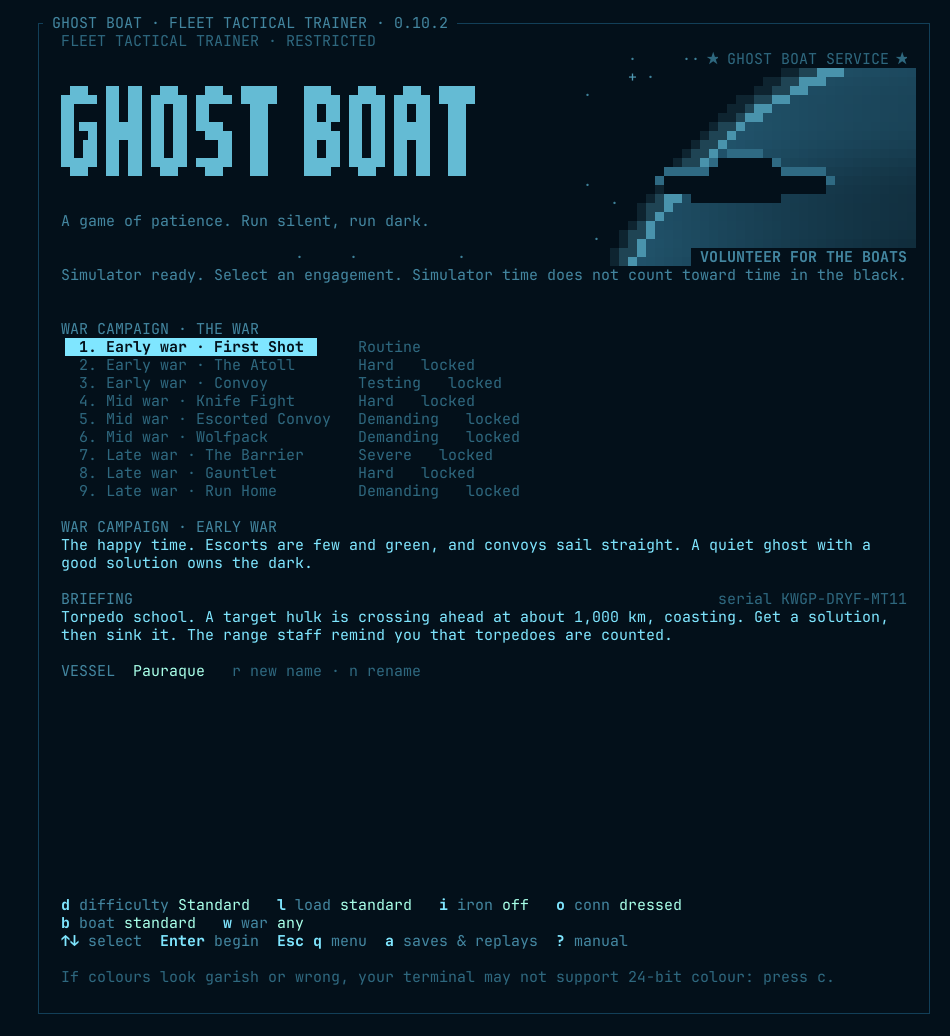 GHOST BOAT · FLEET TACTICAL TRAINER · 0.10.2
FLEET TACTICAL TRAINER · RESTRICTED
★ GHOST BOAT SERVICE ★
GHOST BOAT
A game of patience. Run silent, run dark.
VOLUNTEER FOR THE BOATS
Simulator ready. Select an engagement. Simulator time does not count toward time in the black.
WAR CAMPAIGN · THE WAR
1. Early war · First Shot Routine
2. Early war · The Atoll Hard locked
3. Early war · Convoy Testing locked
4. Mid war · Knife Fight Hard locked
5. Mid war · Escorted Convoy Demanding locked
6. Mid war · Wolfpack Demanding locked
7. Late war · The Barrier Severe locked
8. Late war · Gauntlet Hard locked
9. Late war · Run Home Demanding locked
WAR CAMPAIGN · EARLY WAR
The happy time. Escorts are few and green, and convoys sail straight. A quiet ghost with a
good solution owns the dark.
BRIEFING serial KWGP-DRYF-MT11
Torpedo school. A target hulk is crossing ahead at about 1,000 km, coasting. Get a solution,
then sink it. The range staff remind you that torpedoes are counted.
VESSEL Pauraque r new name · n rename
d difficulty Standard l load standard i iron off o conn dressed
b boat standard w war any
↑↓ select Enter begin Esc q menu a saves & replays ? manual
If colours look garish or wrong, your terminal may not support 24-bit colour: press c.